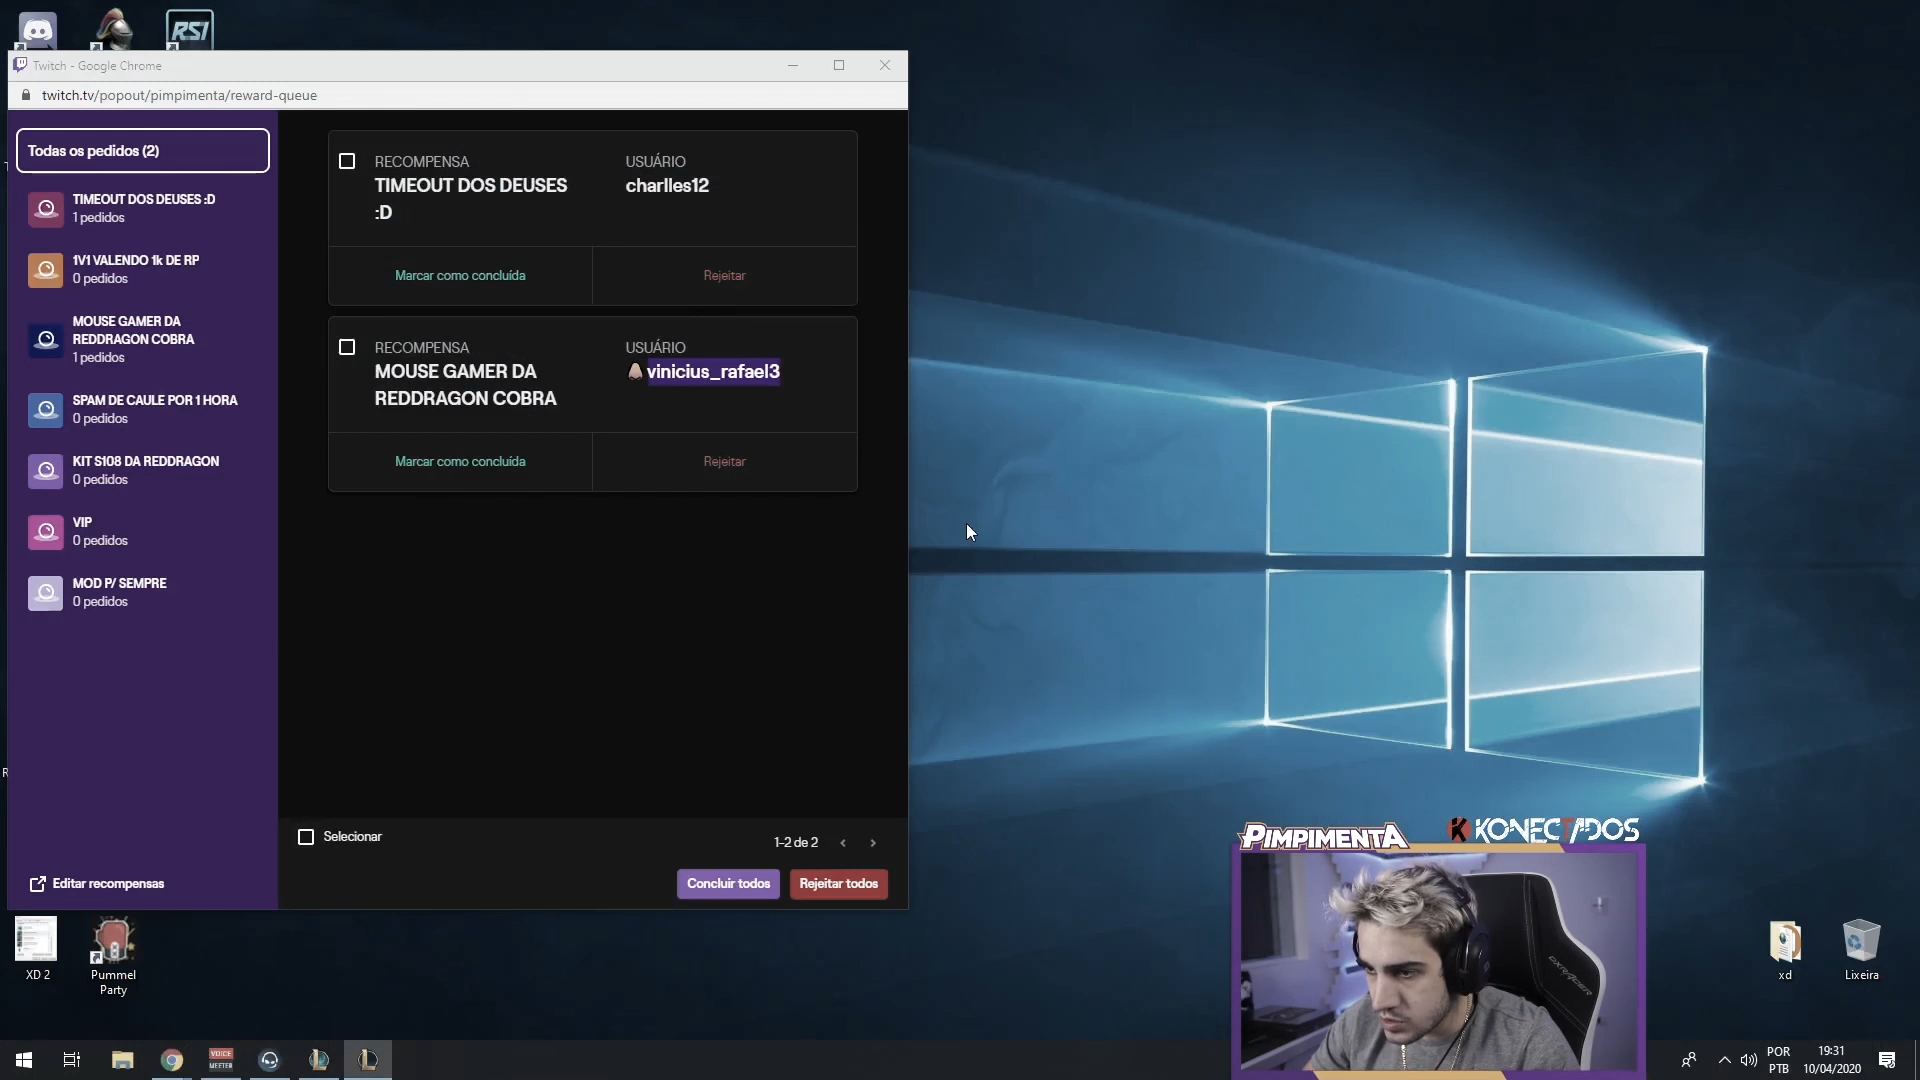 RSI
Twitch - Google Chrome
twitch.tv/popout/pimpimenta/reward-queue
Todas os pedidos (2)
TIMEOUT DOS DEUSES :D
1 pedidos
1V1 VALENDO 1k DE RP
0 pedidos
MOUSE GAMER DA
REDDRAGON COBRA
1 pedidos
SPAM DE CAULE POR 1 HORA
0 pedidos
KIT S108 DA REDDRAGON
0 pedidos
VIP
0 pedidos
MOD P/ SEMPRE
0 pedidos
Editar recompensas
RECOMPENSA
TIMEOUT DOS DEUSES
:D
USUÁRIO
charlles12
Marcar como concluída
Rejeitar
RECOMPENSA
MOUSE GAMER DA
REDDRAGON COBRA
USUÁRIO
vinicius_rafael3
Marcar como concluída
Rejeitar
Selecionar
1-2 de 2
Concluir todos
Rejeitar todos
PIMPIMENTA
KONECTADOS
DXRACER
XD 2
Pummel
Party
xd
Lixeira
VOICE
MEETER
POR
PTB
19:31
10/04/2020